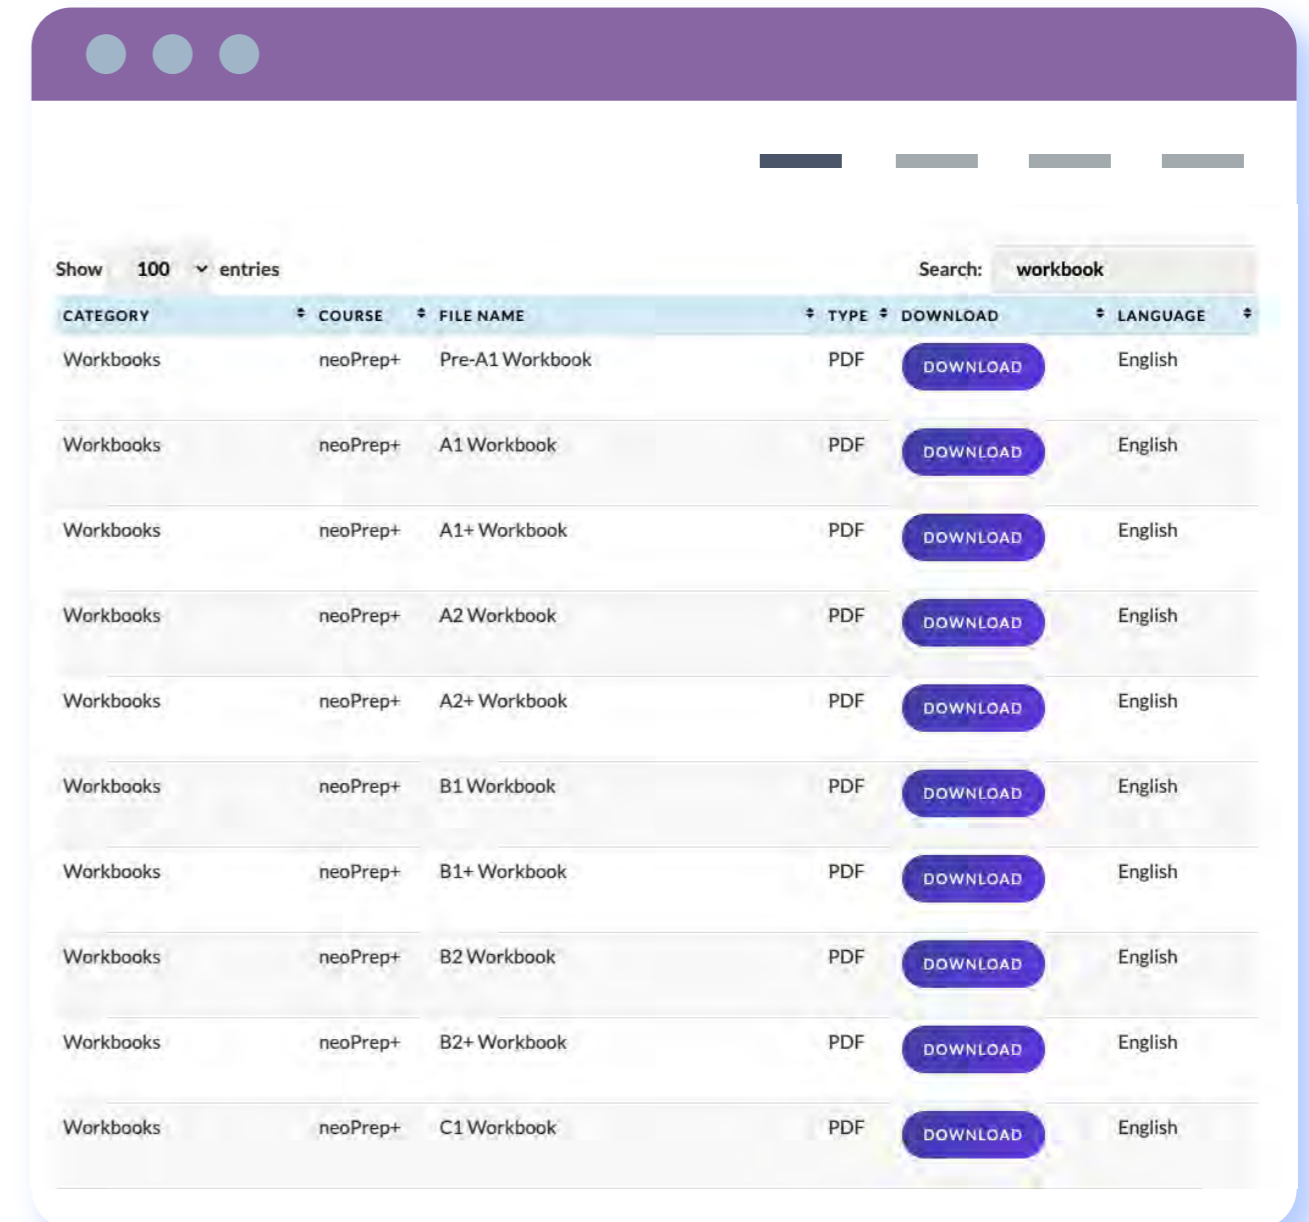 Show 100 entries Search: workbook
CATEGORY COURSE FILE NAME TYPE DOWNLOAD LANGUAGE
Workbooks neoPrep+ Pre-A1 Workbook PDF DOWNLOAD English
Workbooks neoPrep+ A1 Workbook PDF DOWNLOAD English
Workbooks neoPrep+ A1+ Workbook PDF DOWNLOAD English
Workbooks neoPrep+ A2 Workbook PDF DOWNLOAD English
Workbooks neoPrep+ A2+ Workbook PDF DOWNLOAD English
Workbooks neoPrep+ B1 Workbook PDF DOWNLOAD English
Workbooks neoPrep+ B1+ Workbook PDF DOWNLOAD English
Workbooks neoPrep+ B2 Workbook PDF DOWNLOAD English
Workbooks neoPrep+ B2+ Workbook PDF DOWNLOAD English
Workbooks neoPrep+ C1 Workbook PDF DOWNLOAD English